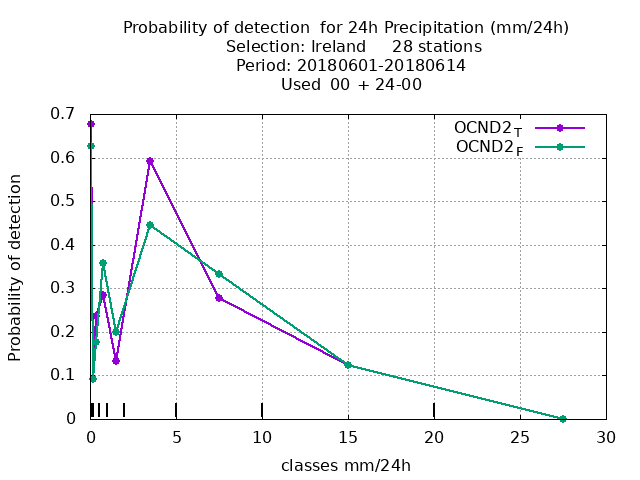 Probability of detection  for 24h Precipitation (mm/24h)
Selection: Ireland     28 stations
Period: 20180601-20180614
Used  00 + 24-00
OCND2T
OCND2F
0.7
0.6
0.5
0.4
0.3
0.2
0.1
0
Probability of detection
0 5 10 15 20 25 30
classes mm/24h